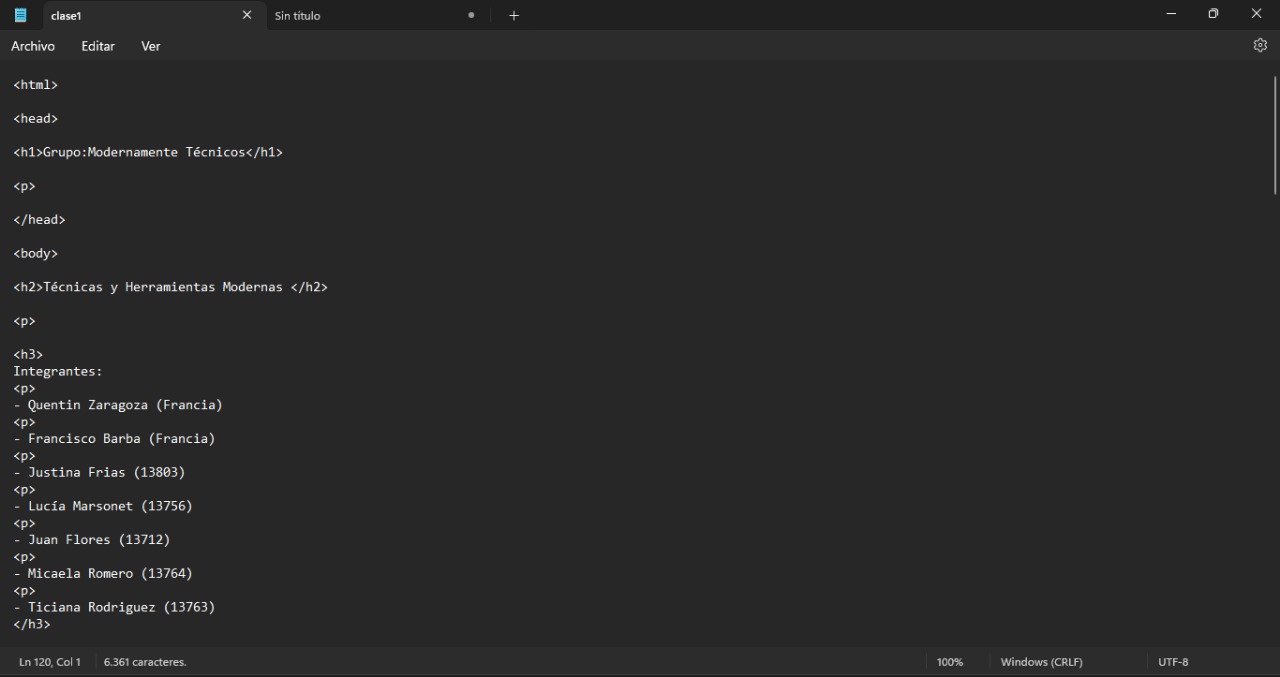 clase1
Sin título
Archivo Editar Ver
<html>
<head>
<h1>Grupo:Modernamente Técnicos</h1>
<p>
</head>
<body>
<h2>Técnicas y Herramientas Modernas </h2>
<p>
<h3>
Integrantes:
<p>
- Quentin Zaragoza (Francia)
<p>
- Francisco Barba (Francia)
<p>
- Justina Frias (13803)
<p>
- Lucía Marsonet (13756)
<p>
- Juan Flores (13712)
<p>
- Micaela Romero (13764)
<p>
- Ticiana Rodriguez (13763)
</h3>
Ln 120, Col 1 6.361 caracteres. 100% Windows (CRLF) UTF-8